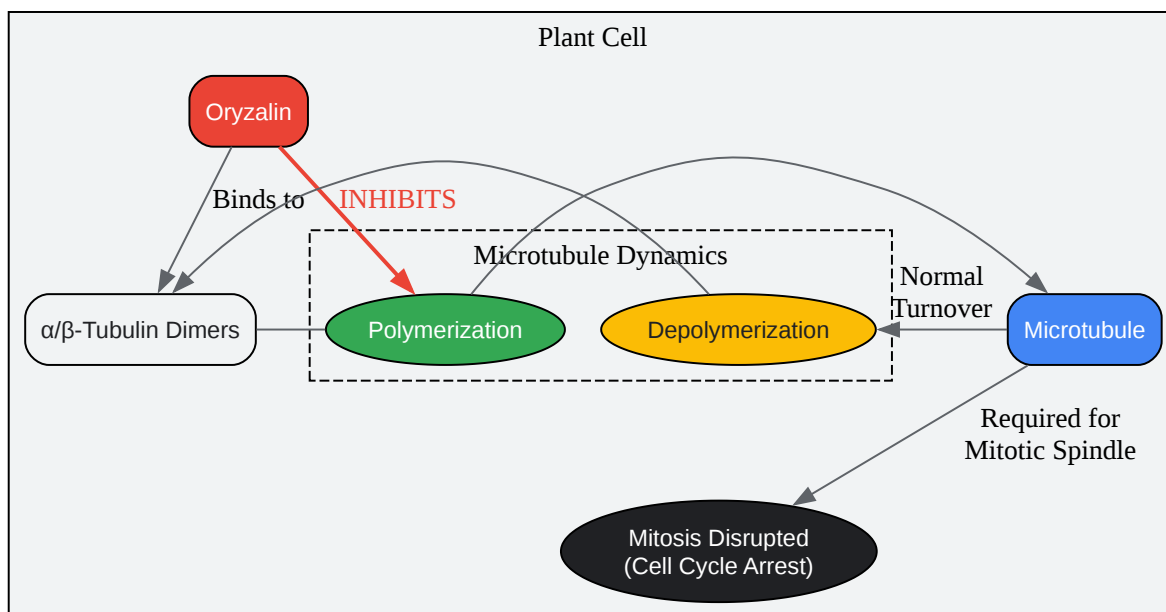 Plant Cell
Oryzalin
Binds to
INHIBITS
Microtubule Dynamics
α/β-Tubulin Dimers
Polymerization
Depolymerization
Normal
Turnover
Microtubule
Required for
Mitotic Spindle
Mitosis Disrupted
(Cell Cycle Arrest)